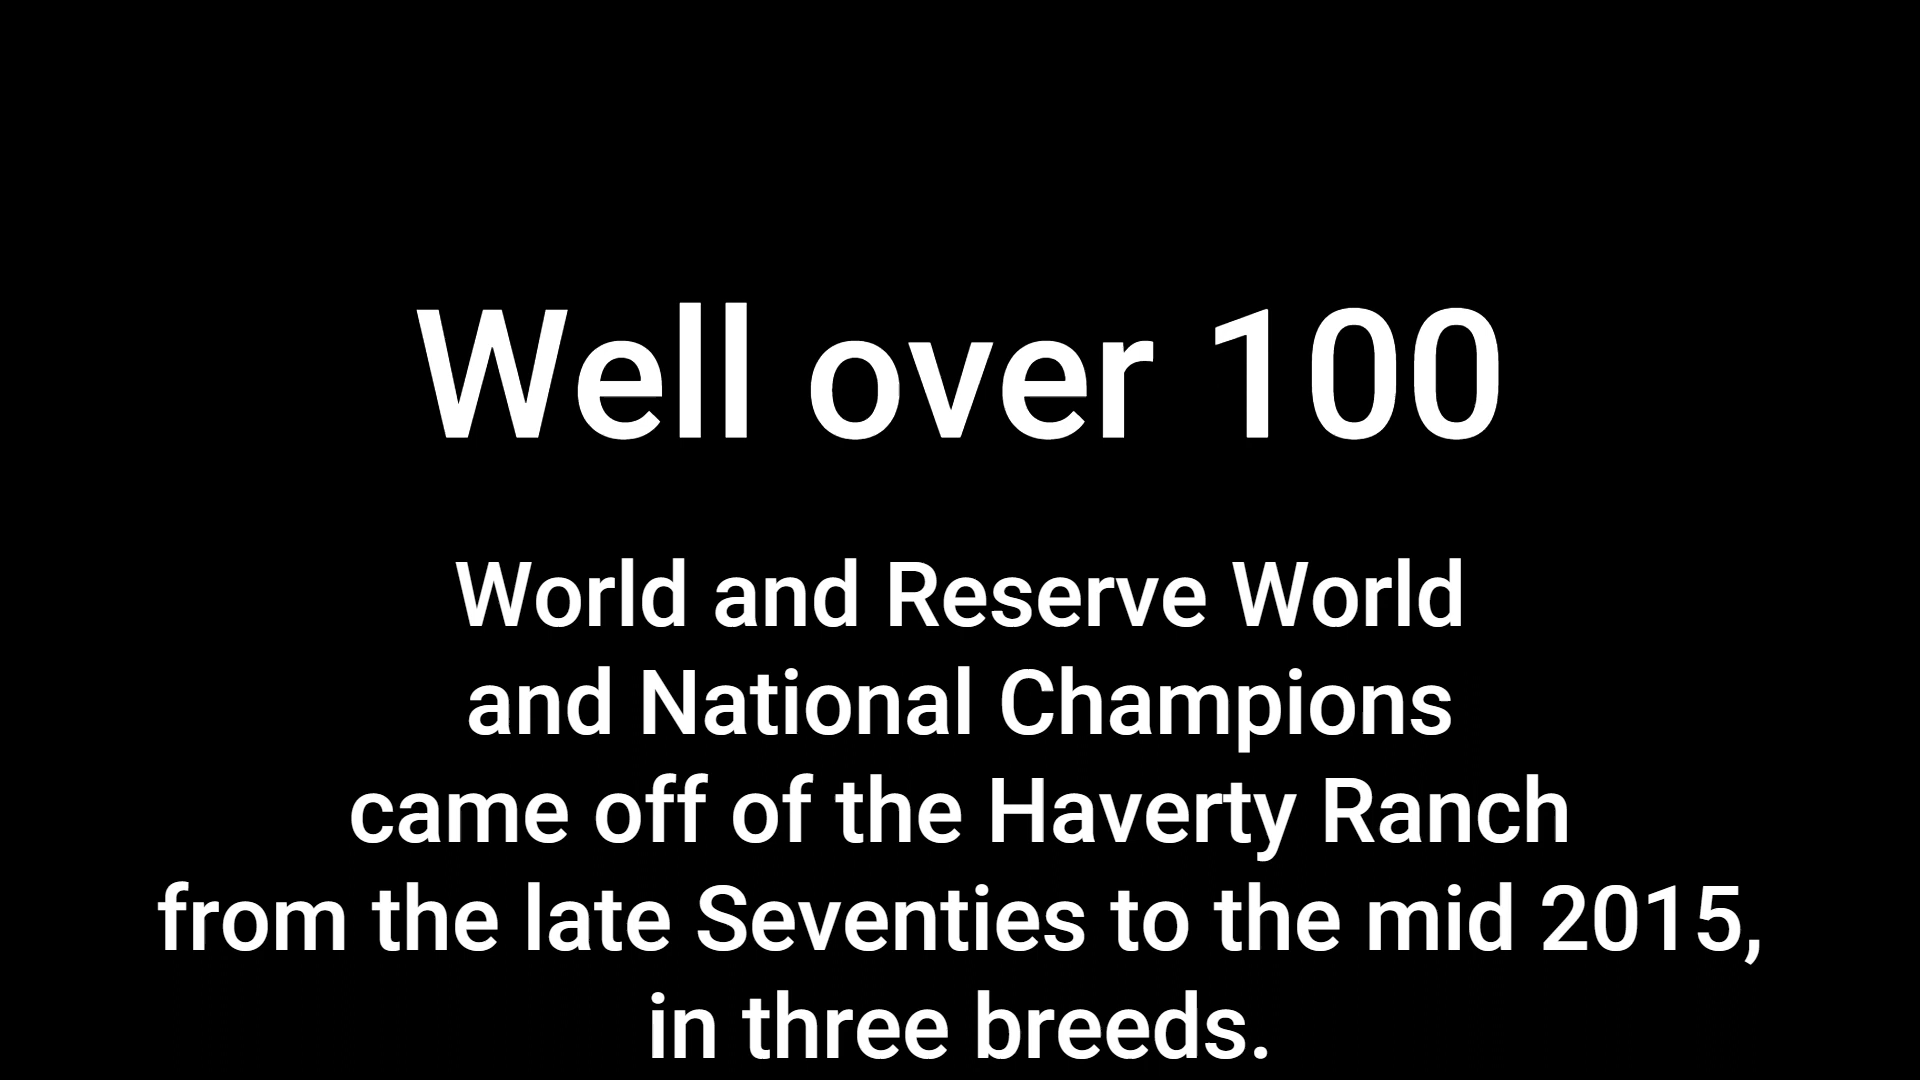 Well over 100
World and Reserve World
and National Champions
came off of the Haverty Ranch
from the late Seventies to the mid 2015,
in three breeds.